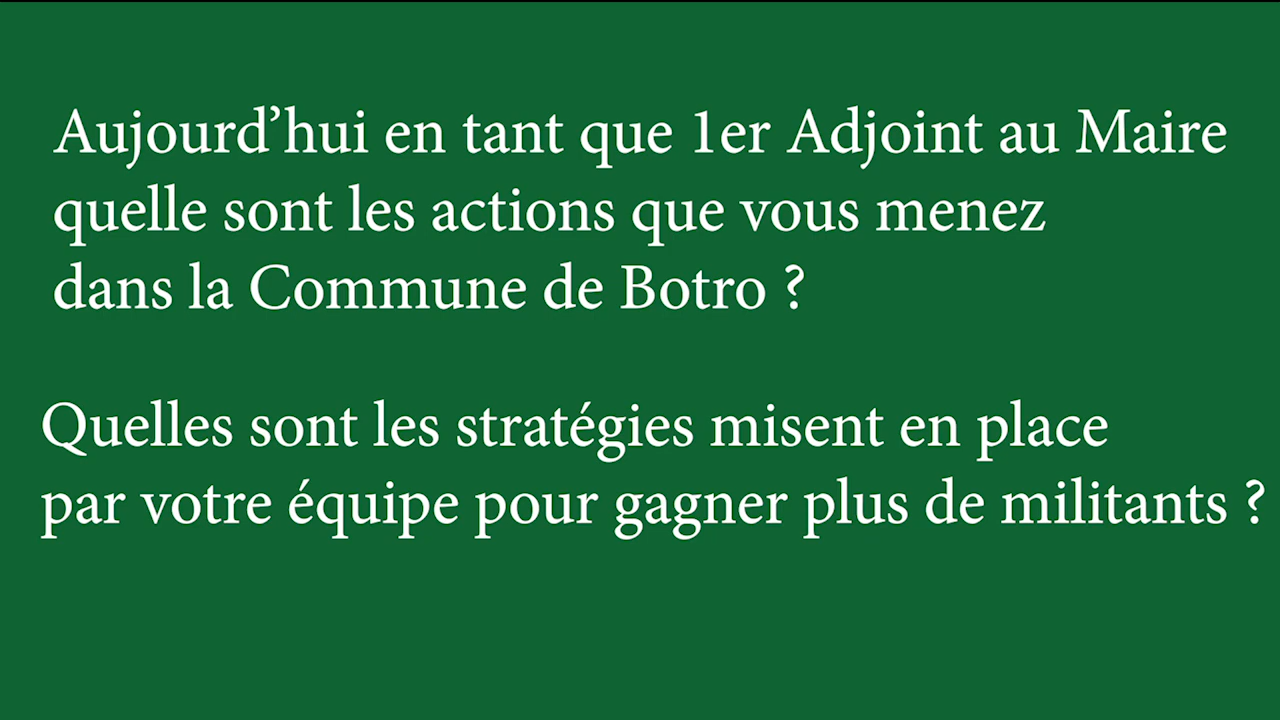 Aujourd’hui en tant que 1er Adjoint au Maire
quelle sont les actions que vous menez
dans la Commune de Botro ?
Quelles sont les stratégies misent en place
par votre équipe pour gagner plus de militants ?